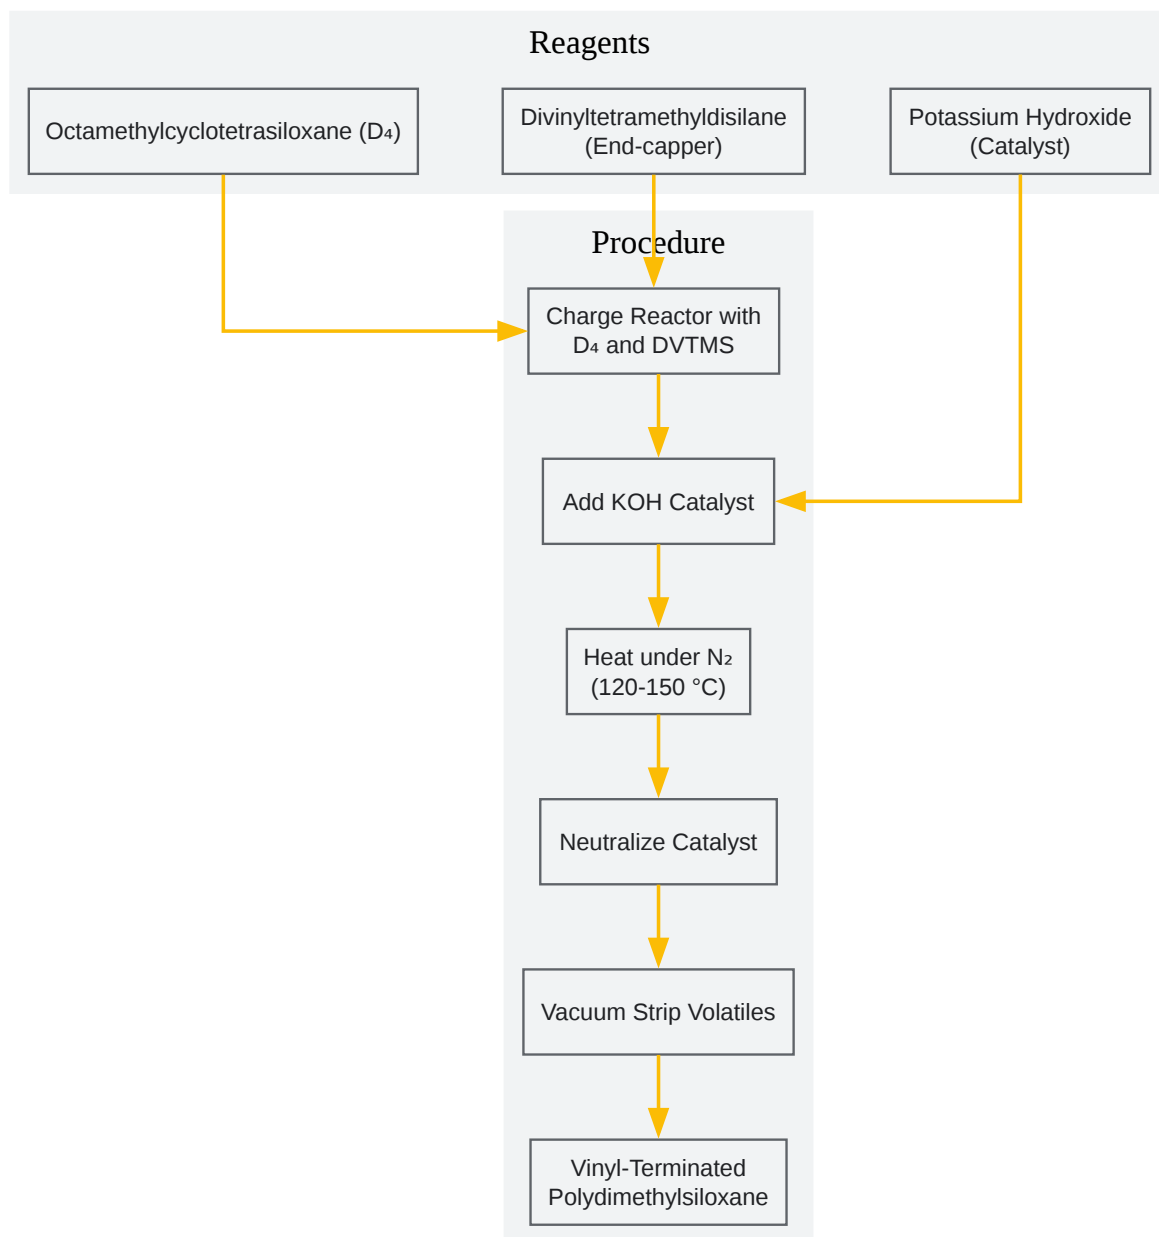 Reagents
Octamethylcyclotetrasiloxane (D₄)
Divinyltetramethyldisilane
(End-capper)
Potassium Hydroxide
(Catalyst)
Procedure
Charge Reactor with
D₄ and DVTMS
Add KOH Catalyst
Heat under N₂
(120-150 °C)
Neutralize Catalyst
Vacuum Strip Volatiles
Vinyl-Terminated
Polydimethylsiloxane